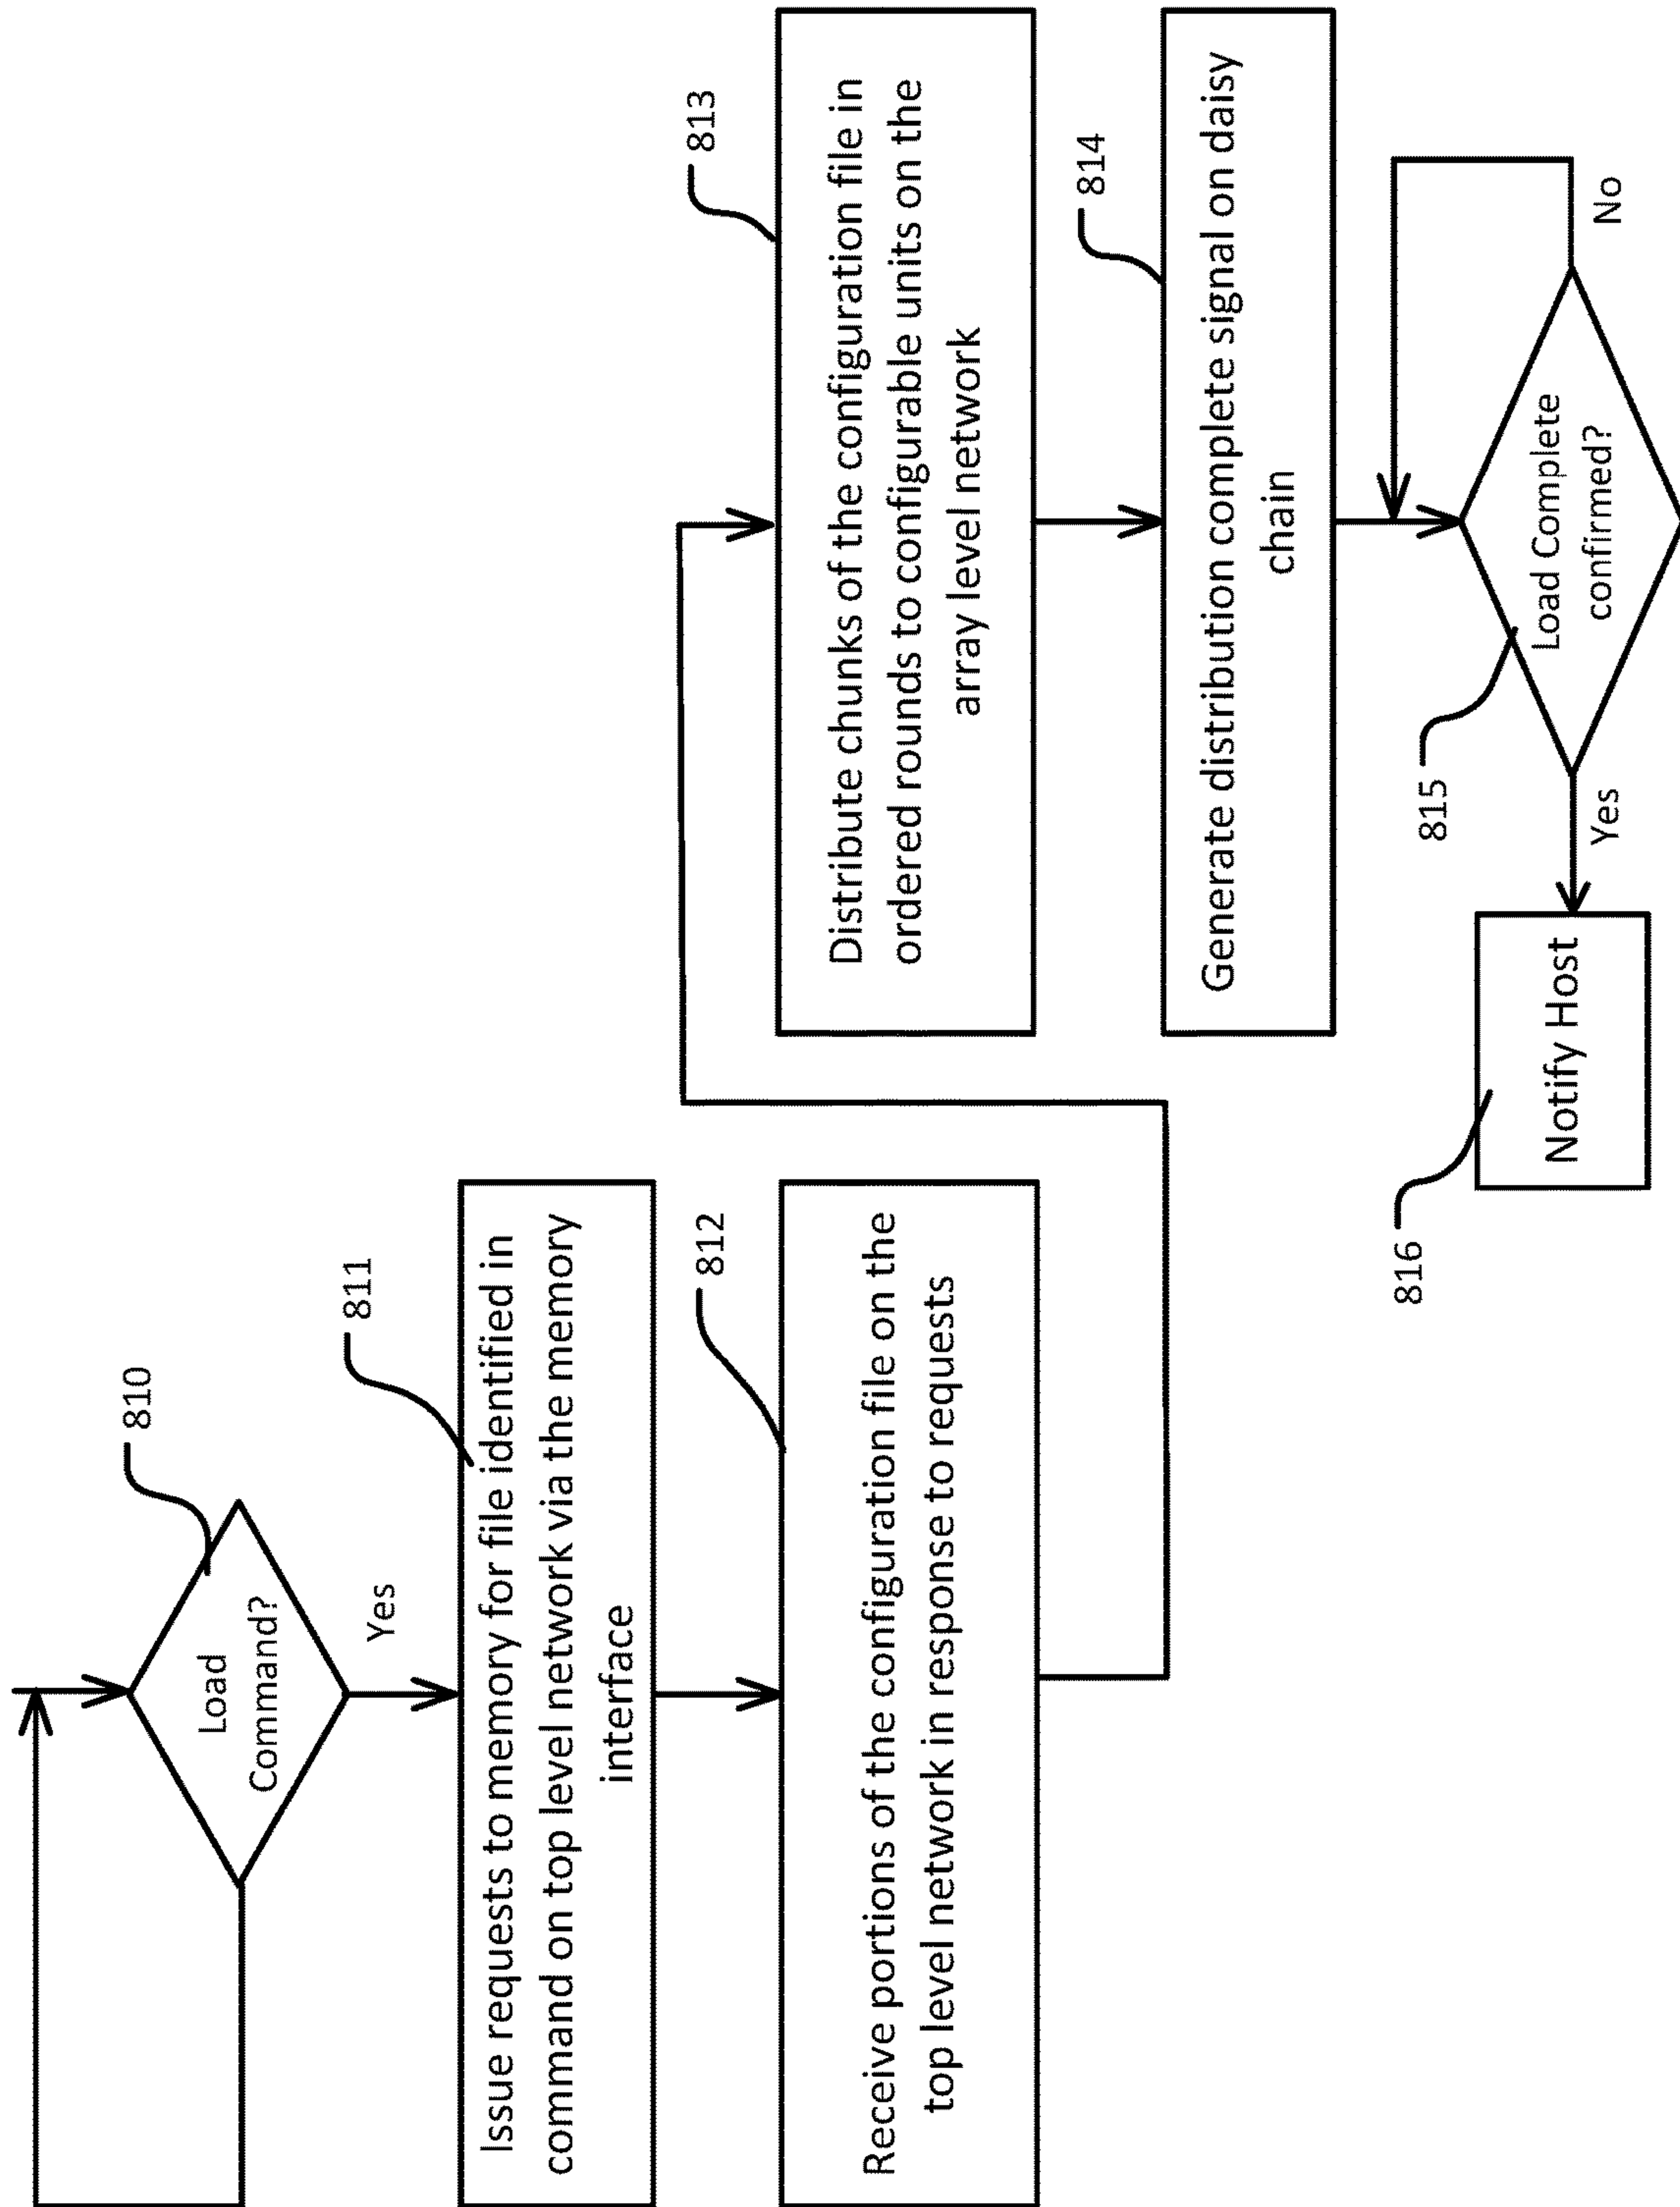 810
Load
Command?
Yes
811
Issue requests to memory for file identified in
command on top level network via the memory
interface
812
Receive portions of the configuration file on the
top level network in response to requests
813
Distribute chunks of the configuration file in
ordered rounds to configurable units on the
array level network
814
Generate distribution complete signal on daisy
chain
815
Load Complete
confirmed?
No
Yes
816
Notify Host